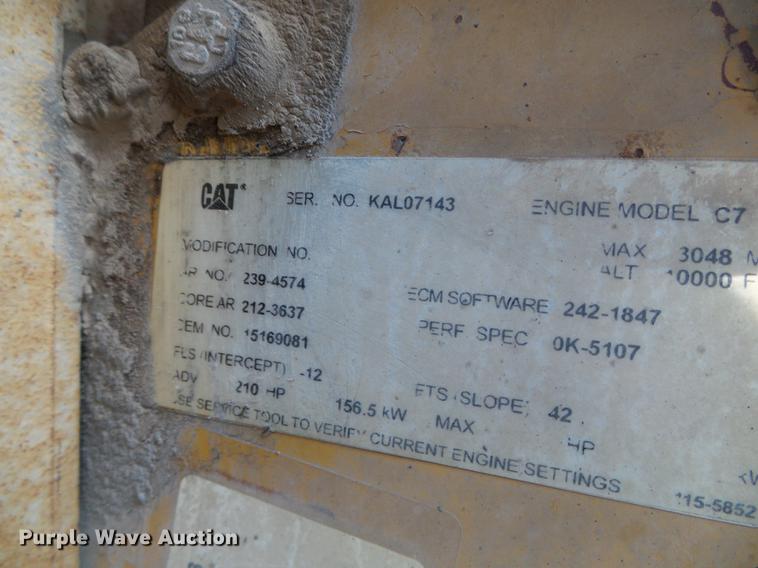 CAT SER. NO. KAL07143 ENGINE MODEL C7
MODIFICATION NO. MAX 3048 M
AR NO. 239-4574 ALT 10000 F
CORE AR 212-3637 ECM SOFTWARE 242-1847
OEM NO. 15169081 PERF SPEC 0K-5107
FLS (INTERCEPT) -12 FTS (SLOPE) 42
ADV 210 HP 156.5 kW MAX HP kW
USE SERVICE TOOL TO VERIFY CURRENT ENGINE SETTINGS 115-5852
Purple Wave Auction